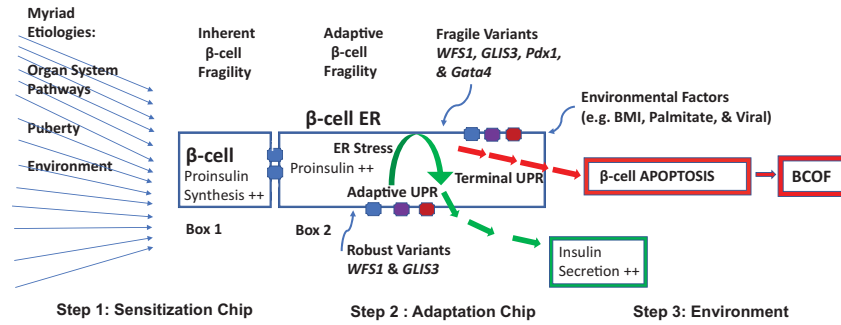 Myriad
Etiologies:
Organ System
Pathways
Puberty
Environment
Inherent
β-cell
Fragility
Adaptive
β-cell
Fragility
Fragile Variants
WFS1, GLIS3, Pdx1,
& Gata4
Environmental Factors
(e.g. BMI, Palmitate, & Viral)
β-cell
Proinsulin
Synthesis ++
Box 1
β-cell ER
ER Stress
Proinsulin ++
Adaptive UPR
Terminal UPR
Box 2
Robust Variants
WFS1 & GLIS3
β-cell APOPTOSIS
BCOF
Insulin
Secretion ++
Step 1: Sensitization Chip
Step 2 : Adaptation Chip
Step 3: Environment